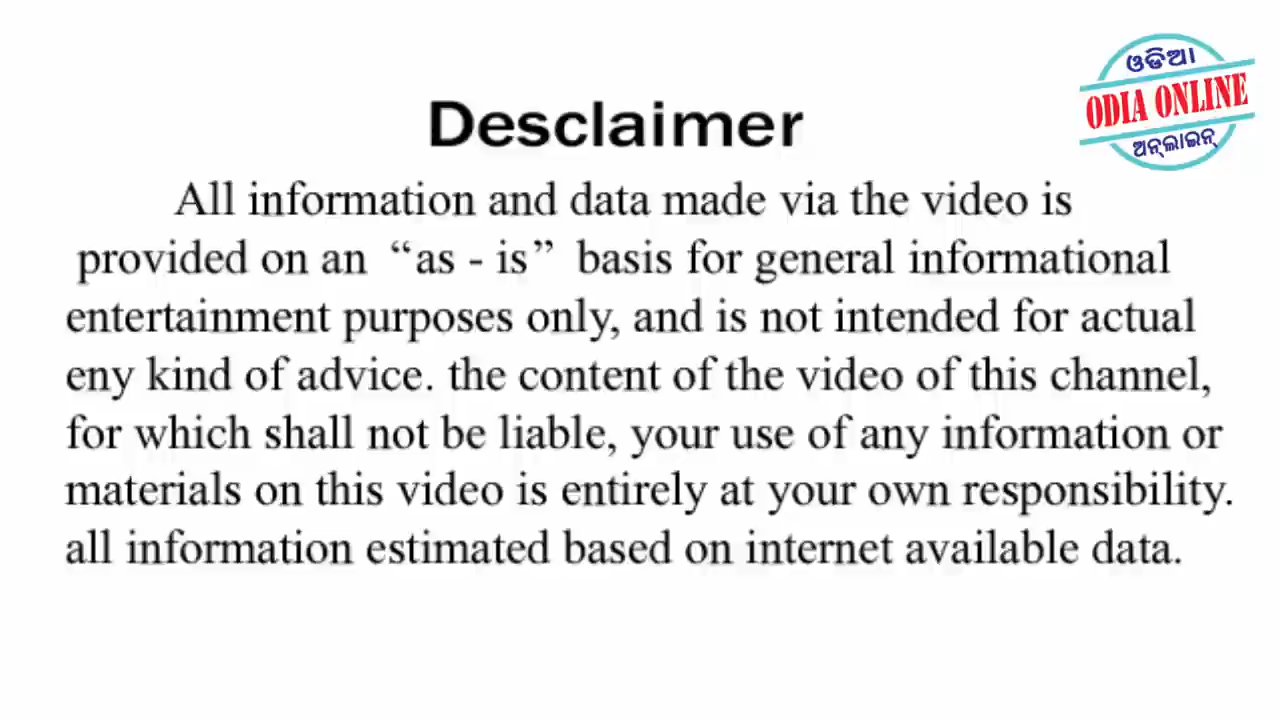 ଓଡିଆ
ODIA ONLINE
ଅନ୍‌ଲାଇନ୍
Desclaimer
All information and data made via the video is
provided on an “as - is” basis for general informational
entertainment purposes only, and is not intended for actual
eny kind of advice. the content of the video of this channel,
for which shall not be liable, your use of any information or
materials on this video is entirely at your own responsibility.
all information estimated based on internet available data.